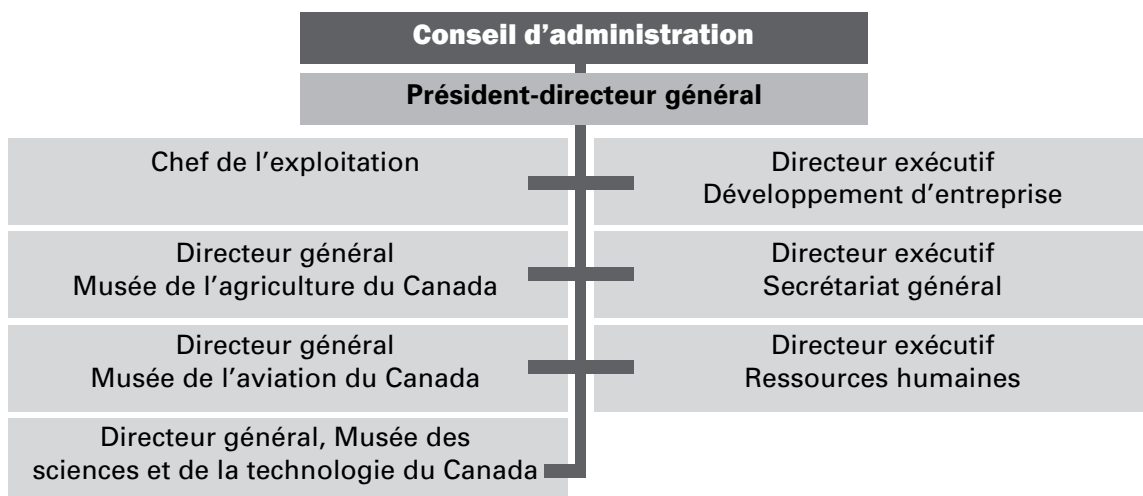 Conseil d’administration
Président-directeur général
Chef de l’exploitation
Directeur exécutif
Développement d’entreprise
Directeur général
Musée de l’agriculture du Canada
Directeur exécutif
Secrétariat général
Directeur général
Musée de l’aviation du Canada
Directeur exécutif
Ressources humaines
Directeur général, Musée des
sciences et de la technologie du Canada